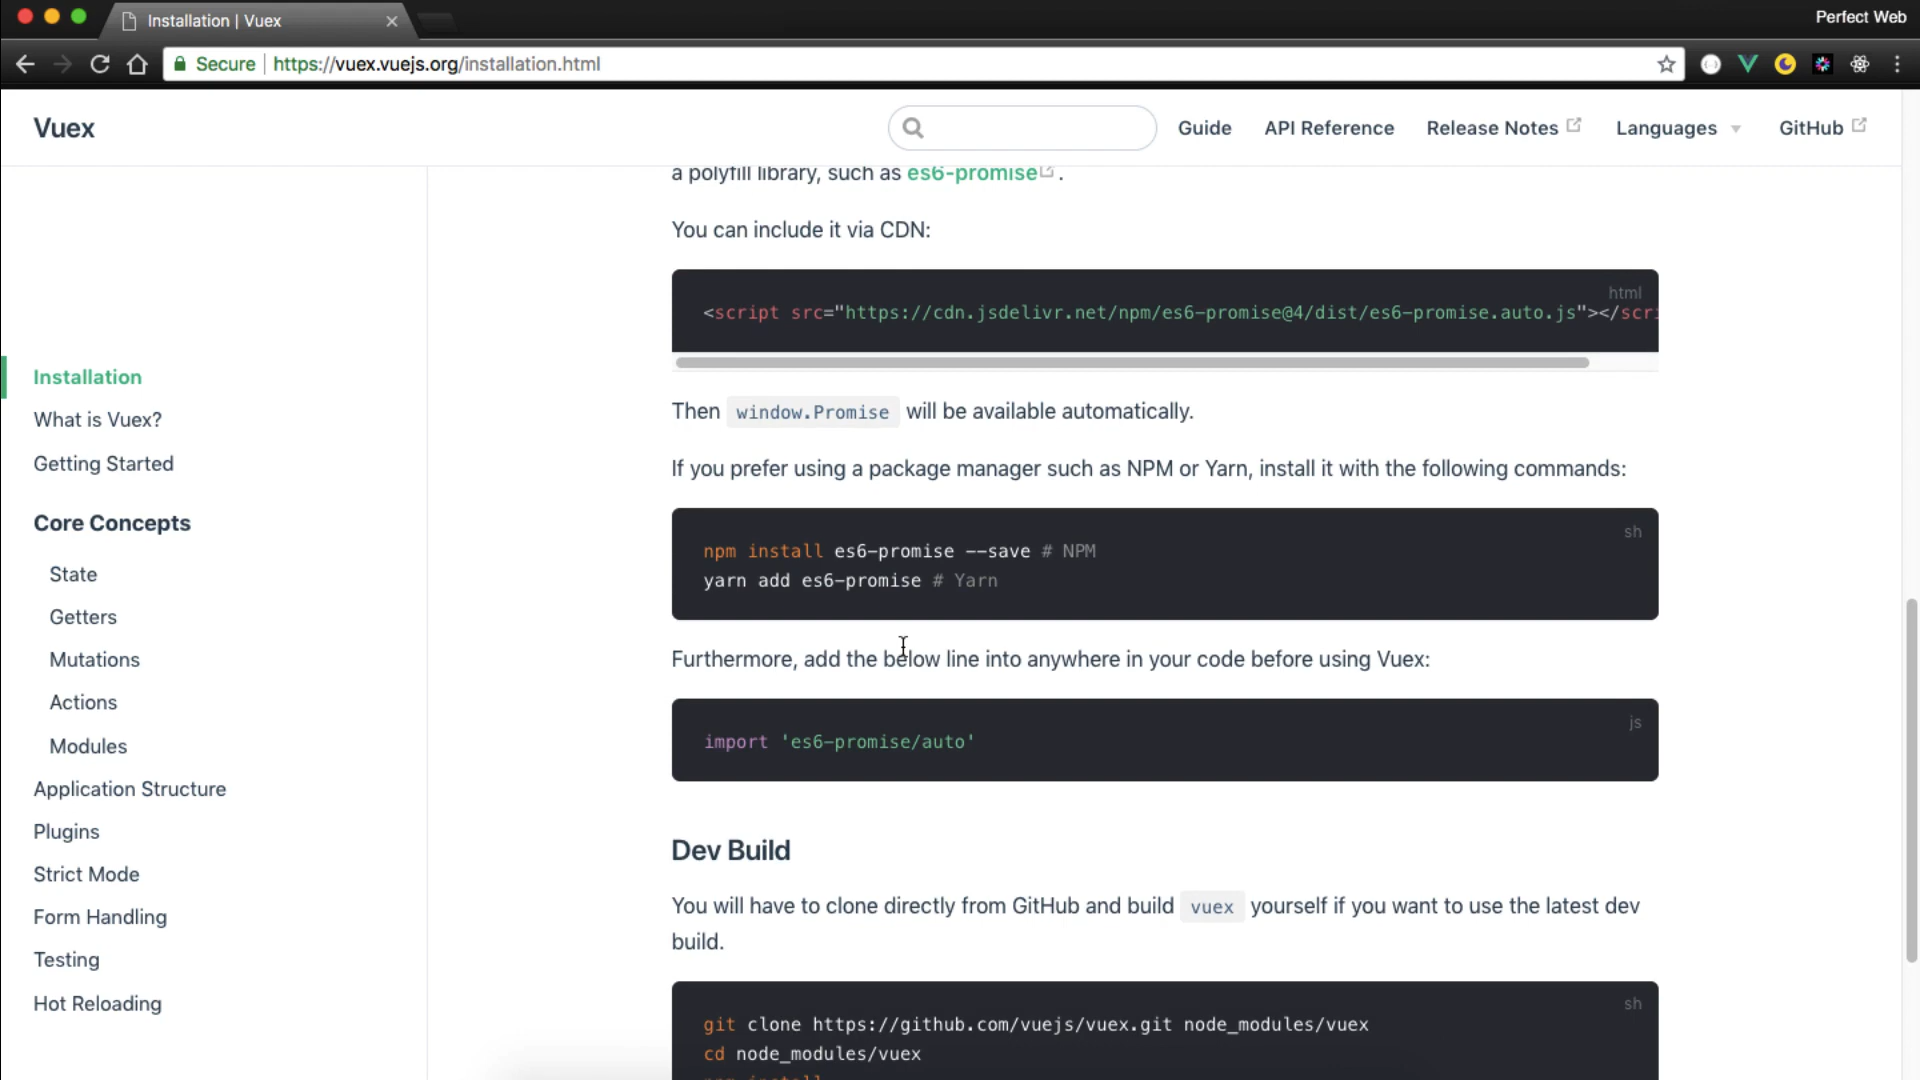 Installation | Vuex
Perfect Web
Secure
https://vuex.vuejs.org/installation.html
Vuex
Guide
API Reference
Release Notes
Languages
GitHub
Installation
What is Vuex?
Getting Started
Core Concepts
State
Getters
Mutations
Actions
Modules
Application Structure
Plugins
Strict Mode
Form Handling
Testing
Hot Reloading
a polyfill library, such as es6-promise .
You can include it via CDN:
html
<script src="https://cdn.jsdelivr.net/npm/es6-promise@4/dist/es6-promise.auto.js"></scri
Then window.Promise will be available automatically.
If you prefer using a package manager such as NPM or Yarn, install it with the following commands:
sh
npm install es6-promise --save # NPM
yarn add es6-promise # Yarn
Furthermore, add the below line into anywhere in your code before using Vuex:
js
import 'es6-promise/auto'
Dev Build
You will have to clone directly from GitHub and build vuex yourself if you want to use the latest dev
build.
sh
git clone https://github.com/vuejs/vuex.git node_modules/vuex
cd node_modules/vuex
npm install